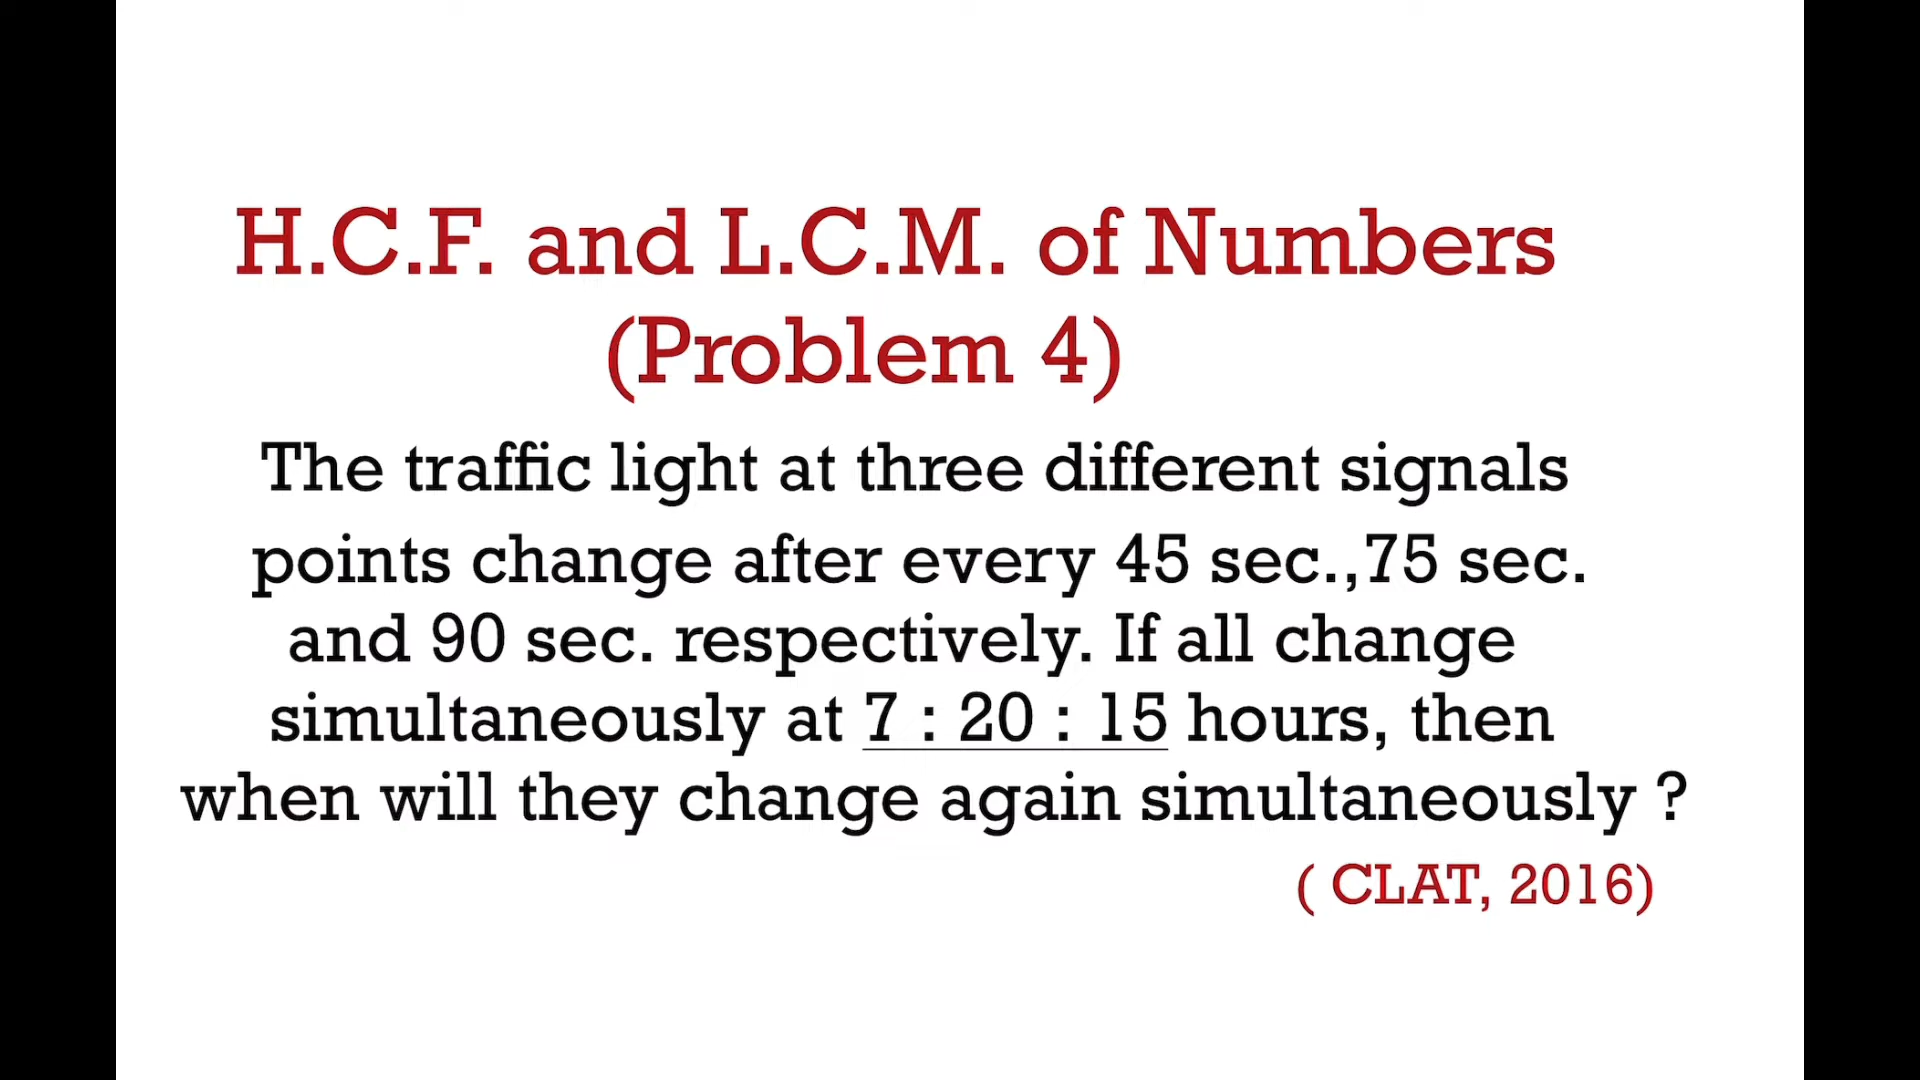 H.C.F. and L.C.M. of Numbers
(Problem 4)
The traffic light at three different signals
points change after every 45 sec.,75 sec.
and 90 sec. respectively. If all change
simultaneously at 7 : 20 : 15 hours, then
when will they change again simultaneously ?
( CLAT, 2016)